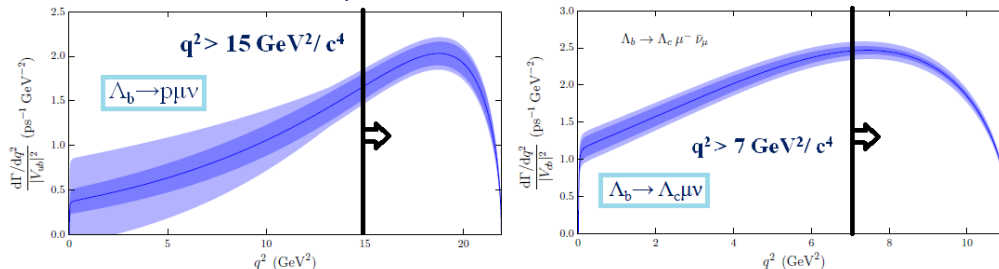 q² > 15 GeV²/c⁴
Λb→pμν
dΓ/dq² / |Vub|² (ps⁻¹ GeV⁻²)
2.5
2.0
1.5
1.0
0.5
0.0
0
5
10
15
20
q² (GeV²)
Λb → Λc μ⁻ ν̄μ
q² > 7 GeV²/c⁴
Λb→Λcμν
dΓ/dq² / |Vcb|² (ps⁻¹ GeV⁻²)
3.0
2.5
2.0
1.5
1.0
0.5
0.0
0
2
4
6
8
10
q² (GeV²)